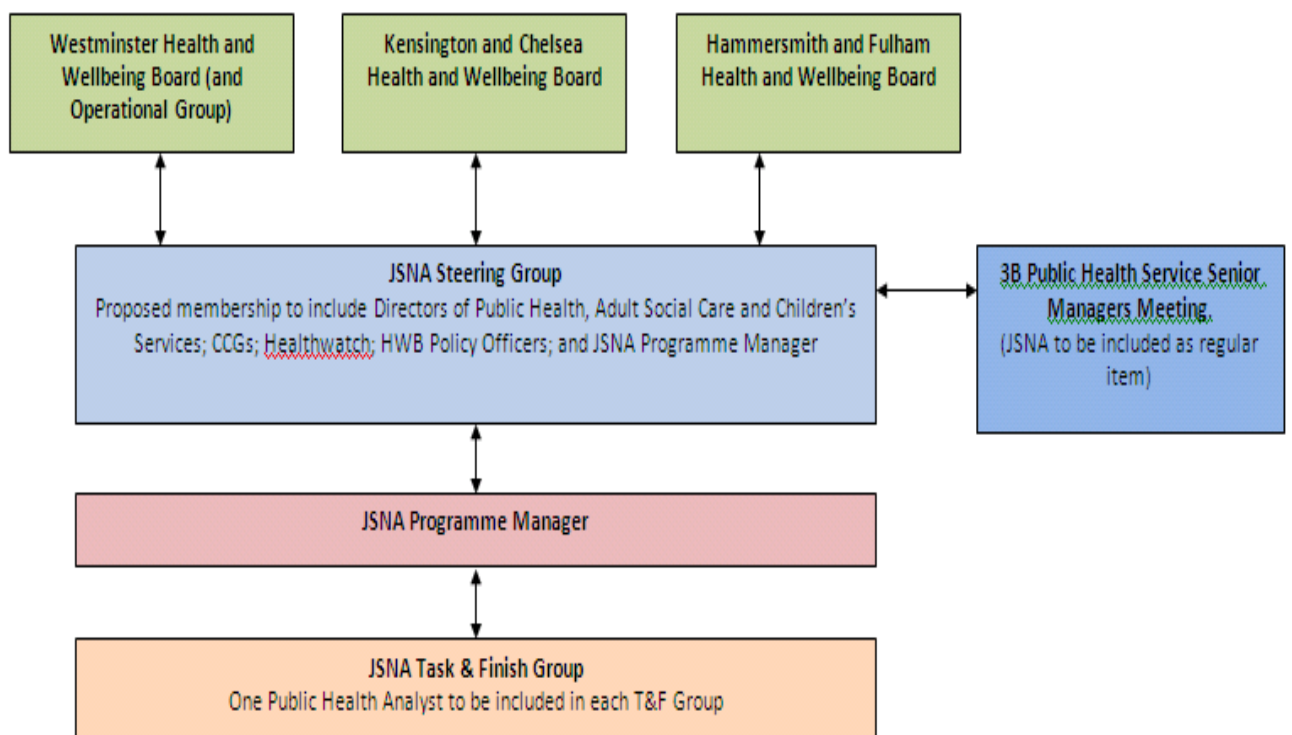 Westminster Health and
Wellbeing Board (and
Operational Group)
Kensington and Chelsea
Health and Wellbeing Board
Hammersmith and Fulham
Health and Wellbeing Board
JSNA Steering Group
Proposed membership to include Directors of Public Health, Adult Social Care and Children's
Services; CCGs; Healthwatch; HWB Policy Officers; and JSNA Programme Manager
3B Public Health Service Senior
Managers Meeting.
(JSNA to be included as regular
item)
JSNA Programme Manager
JSNA Task & Finish Group
One Public Health Analyst to be included in each T&F Group